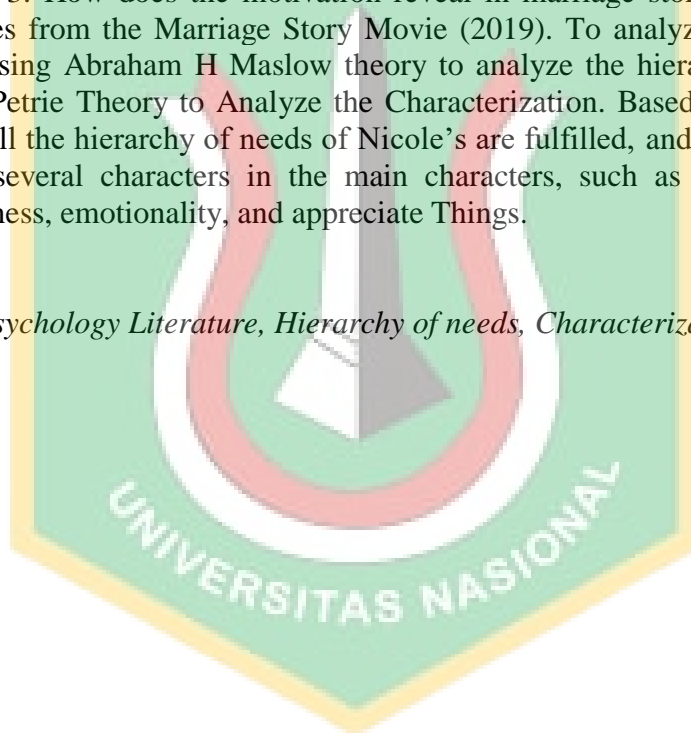 3. How does the motivation reveal in marriage stor
es from the Marriage Story Movie (2019). To analyz
sing Abraham H Maslow theory to analyze the hiera
Petrie Theory to Analyze the Characterization. Based
ll the hierarchy of needs of Nicole's are fulfilled, and
several characters in the main characters, such as
ness, emotionality, and appreciate Things.
sychology Literature, Hierarchy of needs, Characteriza
UNIVERSITAS NASIONAL